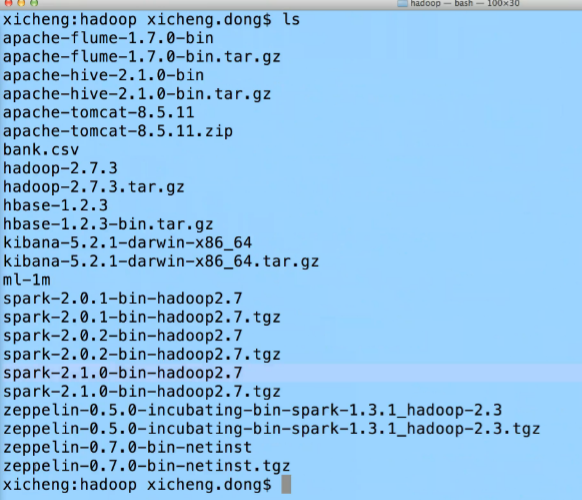 hadoop — bash — 100×30
xicheng:hadoop xicheng.dong$ ls
apache-flume-1.7.0-bin
apache-flume-1.7.0-bin.tar.gz
apache-hive-2.1.0-bin
apache-hive-2.1.0-bin.tar.gz
apache-tomcat-8.5.11
apache-tomcat-8.5.11.zip
bank.csv
hadoop-2.7.3
hadoop-2.7.3.tar.gz
hbase-1.2.3
hbase-1.2.3-bin.tar.gz
kibana-5.2.1-darwin-x86_64
kibana-5.2.1-darwin-x86_64.tar.gz
ml-1m
spark-2.0.1-bin-hadoop2.7
spark-2.0.1-bin-hadoop2.7.tgz
spark-2.0.2-bin-hadoop2.7
spark-2.0.2-bin-hadoop2.7.tgz
spark-2.1.0-bin-hadoop2.7
spark-2.1.0-bin-hadoop2.7.tgz
zeppelin-0.5.0-incubating-bin-spark-1.3.1_hadoop-2.3
zeppelin-0.5.0-incubating-bin-spark-1.3.1_hadoop-2.3.tgz
zeppelin-0.7.0-bin-netinst
zeppelin-0.7.0-bin-netinst.tgz
xicheng:hadoop xicheng.dong$